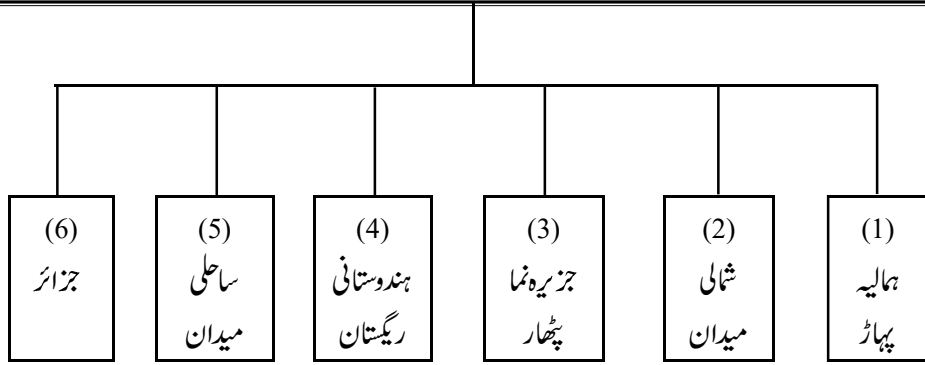 (1)
ہمالیہ
پہاڑ
(2)
شمالی
میدان
(3)
جزیرہ نما
پٹھار
(4)
ہندوستانی
ریگستان
(5)
ساحلی
میدان
(6)
جزائر